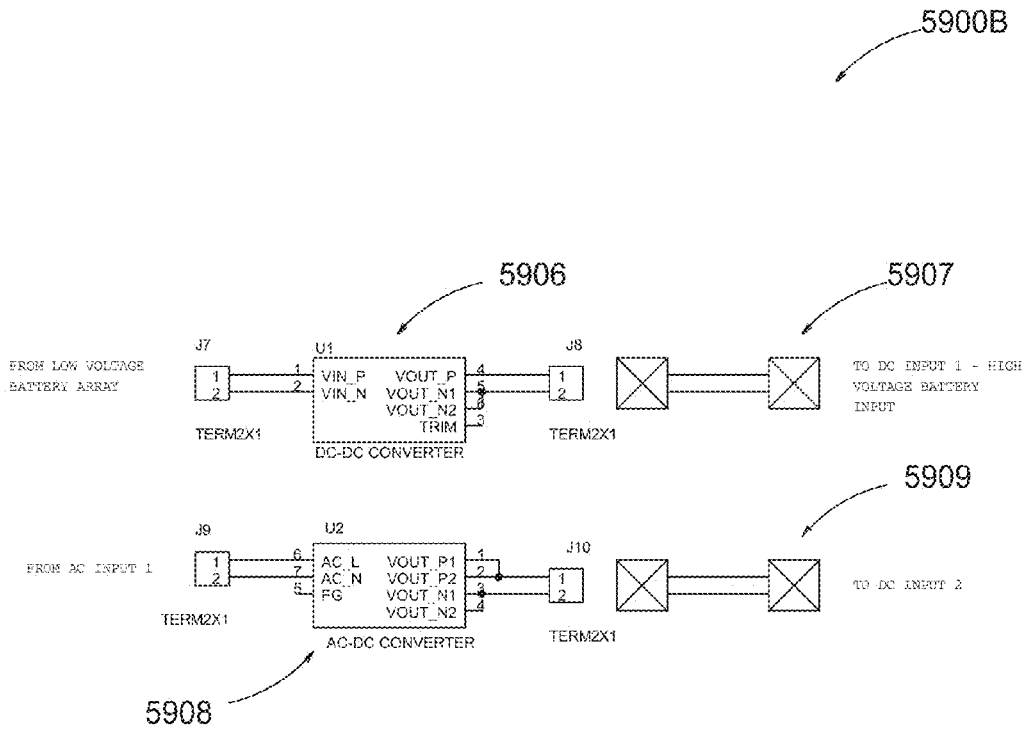 5900B
5906
5907
J7
U1
J8
FROM LOW VOLTAGE
BATTERY ARRAY
1
2
1
2
VIN_P
VIN_N
VOUT_P
VOUT_N1
VOUT_N2
TRIM
4
5
6
3
1
2
TO DC INPUT 1 - HIGH
VOLTAGE BATTERY
INPUT
TERM2X1
DC-DC CONVERTER
TERM2X1
5909
J9
U2
J10
FROM AC INPUT 1
1
2
6
7
5
AC_L
AC_N
FG
VOUT_P1
VOUT_P2
VOUT_N1
VOUT_N2
1
2
3
4
1
2
TO DC INPUT 2
TERM2X1
AC-DC CONVERTER
TERM2X1
5908